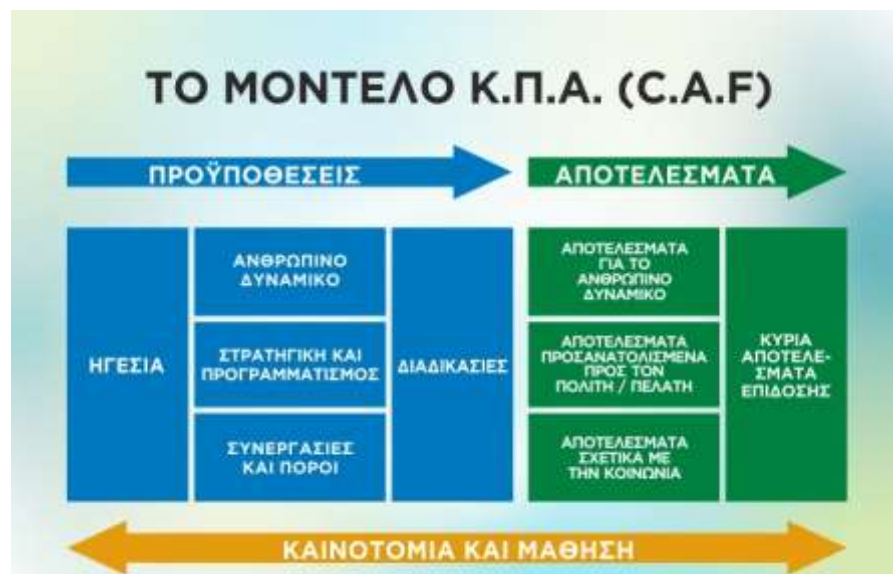 ΤΟ ΜΟΝΤΕΛΟ Κ.Π.Α. (C.A.F)
ΠΡΟΫΠΟΘΕΣΕΙΣ
ΑΠΟΤΕΛΕΣΜΑΤΑ
ΗΓΕΣΙΑ
ΑΝΘΡΩΠΙΝΟ
ΔΥΝΑΜΙΚΟ
ΣΤΡΑΤΗΓΙΚΗ ΚΑΙ
ΠΡΟΓΡΑΜΜΑΤΙΣΜΟΣ
ΣΥΝΕΡΓΑΣΙΕΣ
ΚΑΙ ΠΟΡΟΙ
ΔΙΑΔΙΚΑΣΙΕΣ
ΑΠΟΤΕΛΕΣΜΑΤΑ
ΓΙΑ ΤΟ
ΑΝΘΡΩΠΙΝΟ
ΔΥΝΑΜΙΚΟ
ΑΠΟΤΕΛΕΣΜΑΤΑ
ΠΡΟΣΑΝΑΤΟΛΙΣΜΕΝΑ
ΠΡΟΣ ΤΟΝ
ΠΟΛΙΤΗ / ΠΕΛΑΤΗ
ΑΠΟΤΕΛΕΣΜΑΤΑ
ΣΧΕΤΙΚΑ ΜΕ
ΤΗΝ ΚΟΙΝΩΝΙΑ
ΚΥΡΙΑ
ΑΠΟΤΕΛΕ-
ΣΜΑΤΑ
ΕΠΙΔΟΣΗΣ
ΚΑΙΝΟΤΟΜΙΑ ΚΑΙ ΜΑΘΗΣΗ